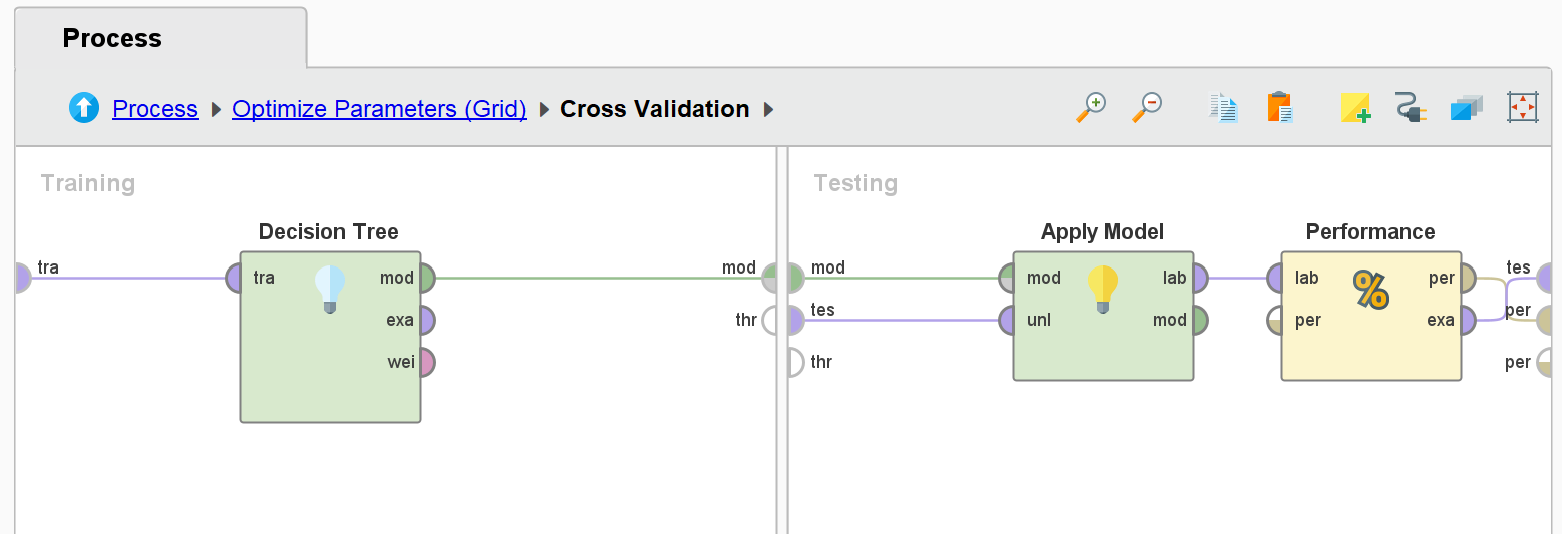 Process
Process Optimize Parameters (Grid) Cross Validation
Training
Decision Tree
tra
tra
mod
exa
wei
mod
thr
Testing
mod
tes
thr
Apply Model
mod
unl
lab
mod
Performance
%
lab
per
per
exa
tes
per
per